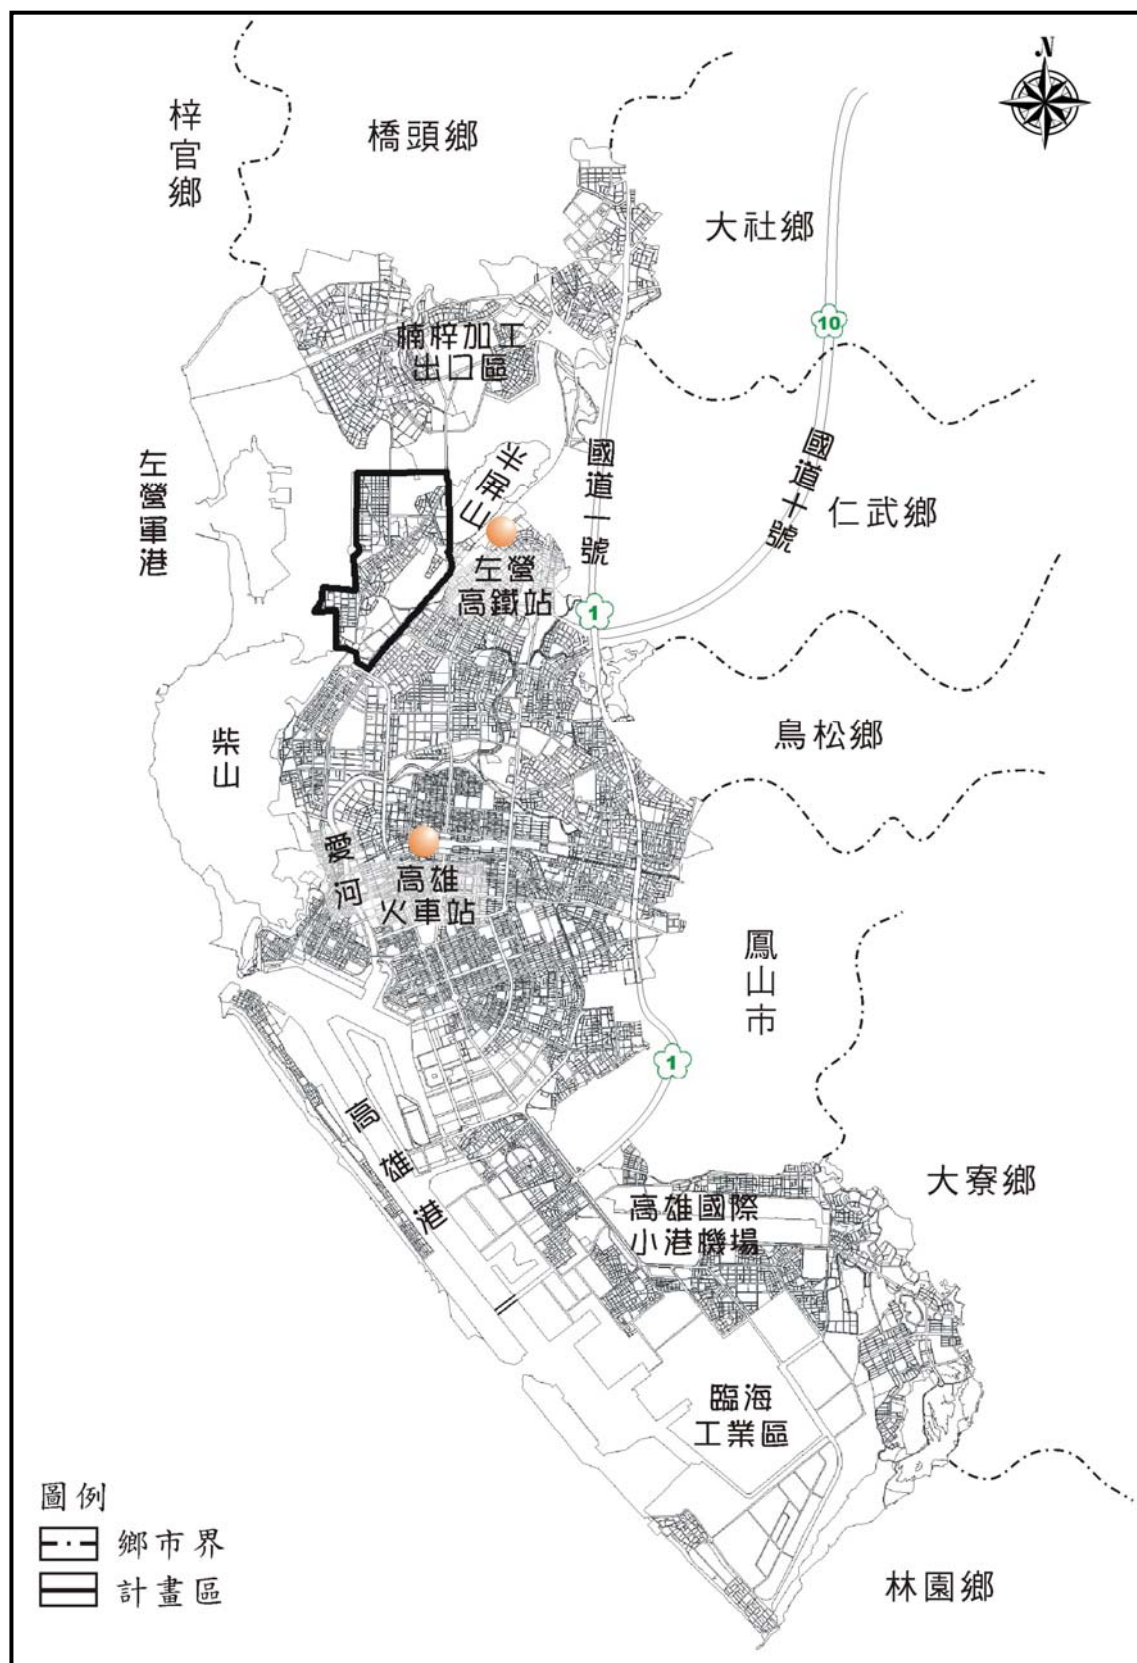 N
梓官鄉
橋頭鄉
大社鄉
10
楠梓加工
出口區
左營軍港
半屏山
國道一號
國道十號
仁武鄉
左營
高鐵站
1
柴山
鳥松鄉
愛河
高雄
火車站
鳳山市
1
高雄港
大寮鄉
高雄國際
小港機場
臨海
工業區
圖例
鄉市界
計畫區
林園鄉